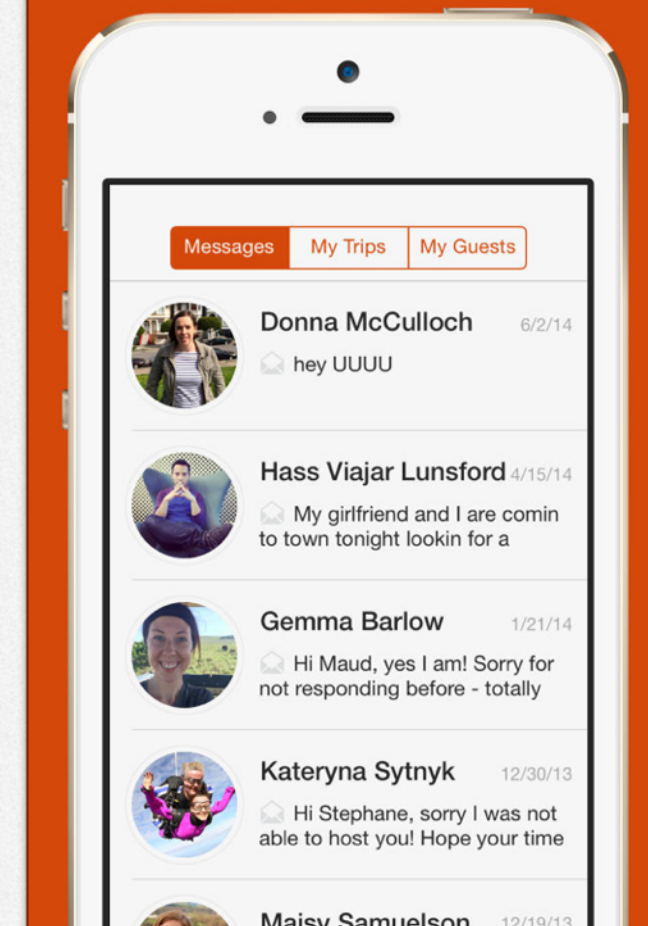 Messages My Trips My Guests
Donna McCulloch 6/2/14
hey UUUU
Hass Viajar Lunsford 4/15/14
My girlfriend and I are comin
to town tonight lookin for a
Gemma Barlow 1/21/14
Hi Maud, yes I am! Sorry for
not responding before - totally
Kateryna Sytnyk 12/30/13
Hi Stephane, sorry I was not
able to host you! Hope your time
Maisy Samuelson 12/19/13